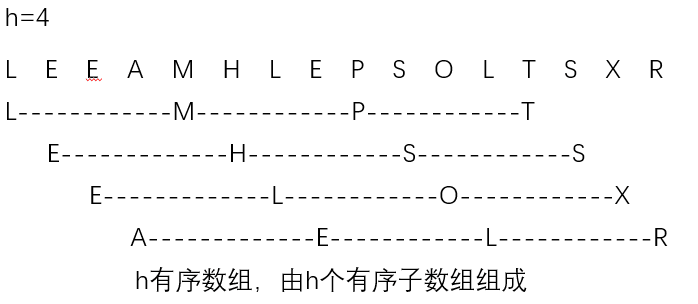 h=4
L E E A M H L E P S O L T S X R
L------------M------------P------------T
E------------H------------S------------S
E-------------L------------O------------X
A-------------E------------L------------R
h有序数组，由h个有序子数组组成